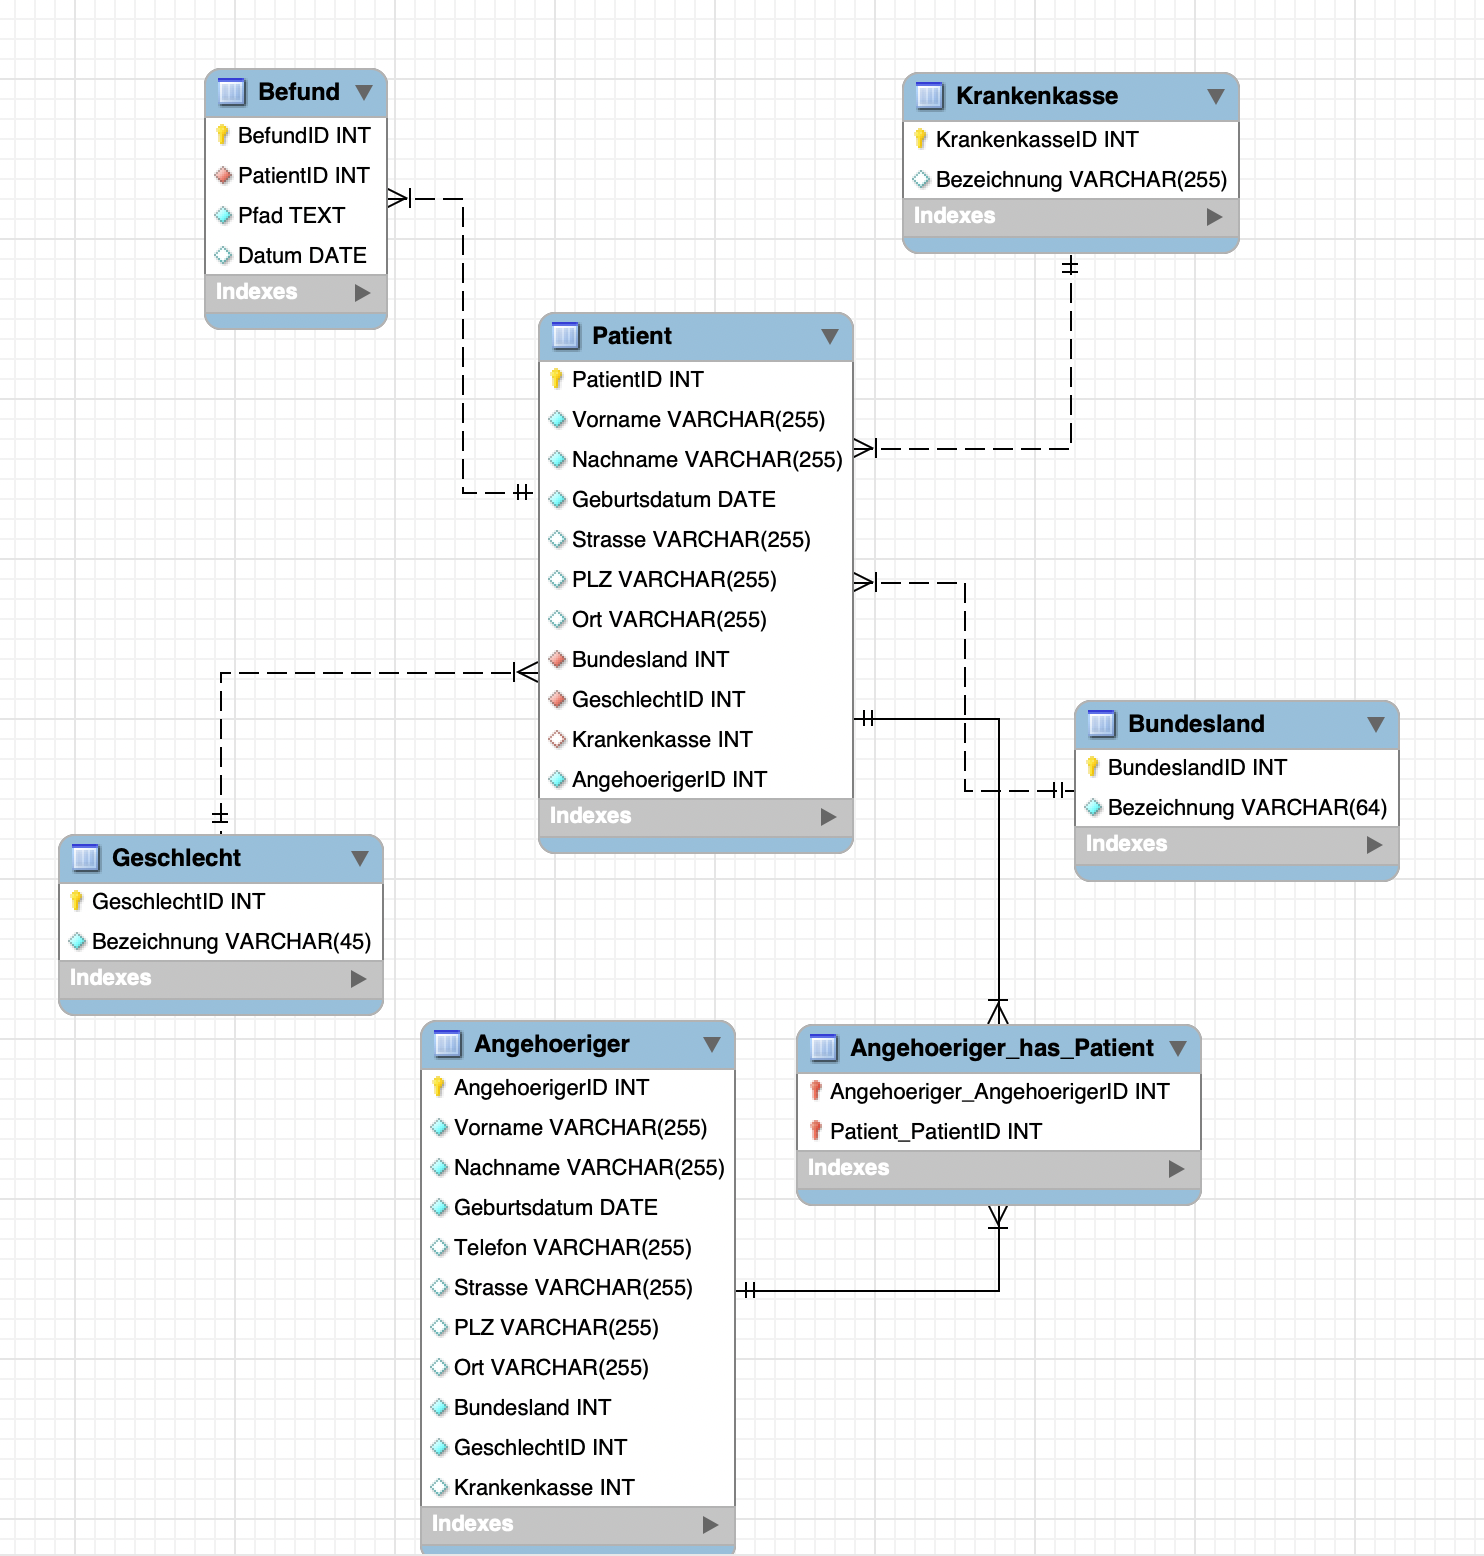 Befund
BefundID INT
PatientID INT
Pfad TEXT
Datum DATE
Indexes
Krankenkasse
KrankenkasseID INT
Bezeichnung VARCHAR(255)
Indexes
Patient
PatientID INT
Vorname VARCHAR(255)
Nachname VARCHAR(255)
Geburtsdatum DATE
Strasse VARCHAR(255)
PLZ VARCHAR(255)
Ort VARCHAR(255)
Bundesland INT
GeschlechtID INT
Krankenkasse INT
AngehoerigerID INT
Indexes
Bundesland
BundeslandID INT
Bezeichnung VARCHAR(64)
Indexes
Geschlecht
GeschlechtID INT
Bezeichnung VARCHAR(45)
Indexes
Angehoeriger
AngehoerigerID INT
Vorname VARCHAR(255)
Nachname VARCHAR(255)
Geburtsdatum DATE
Telefon VARCHAR(255)
Strasse VARCHAR(255)
PLZ VARCHAR(255)
Ort VARCHAR(255)
Bundesland INT
GeschlechtID INT
Krankenkasse INT
Indexes
Angehoeriger_has_Patient
Angehoeriger_AngehoerigerID INT
Patient_PatientID INT
Indexes